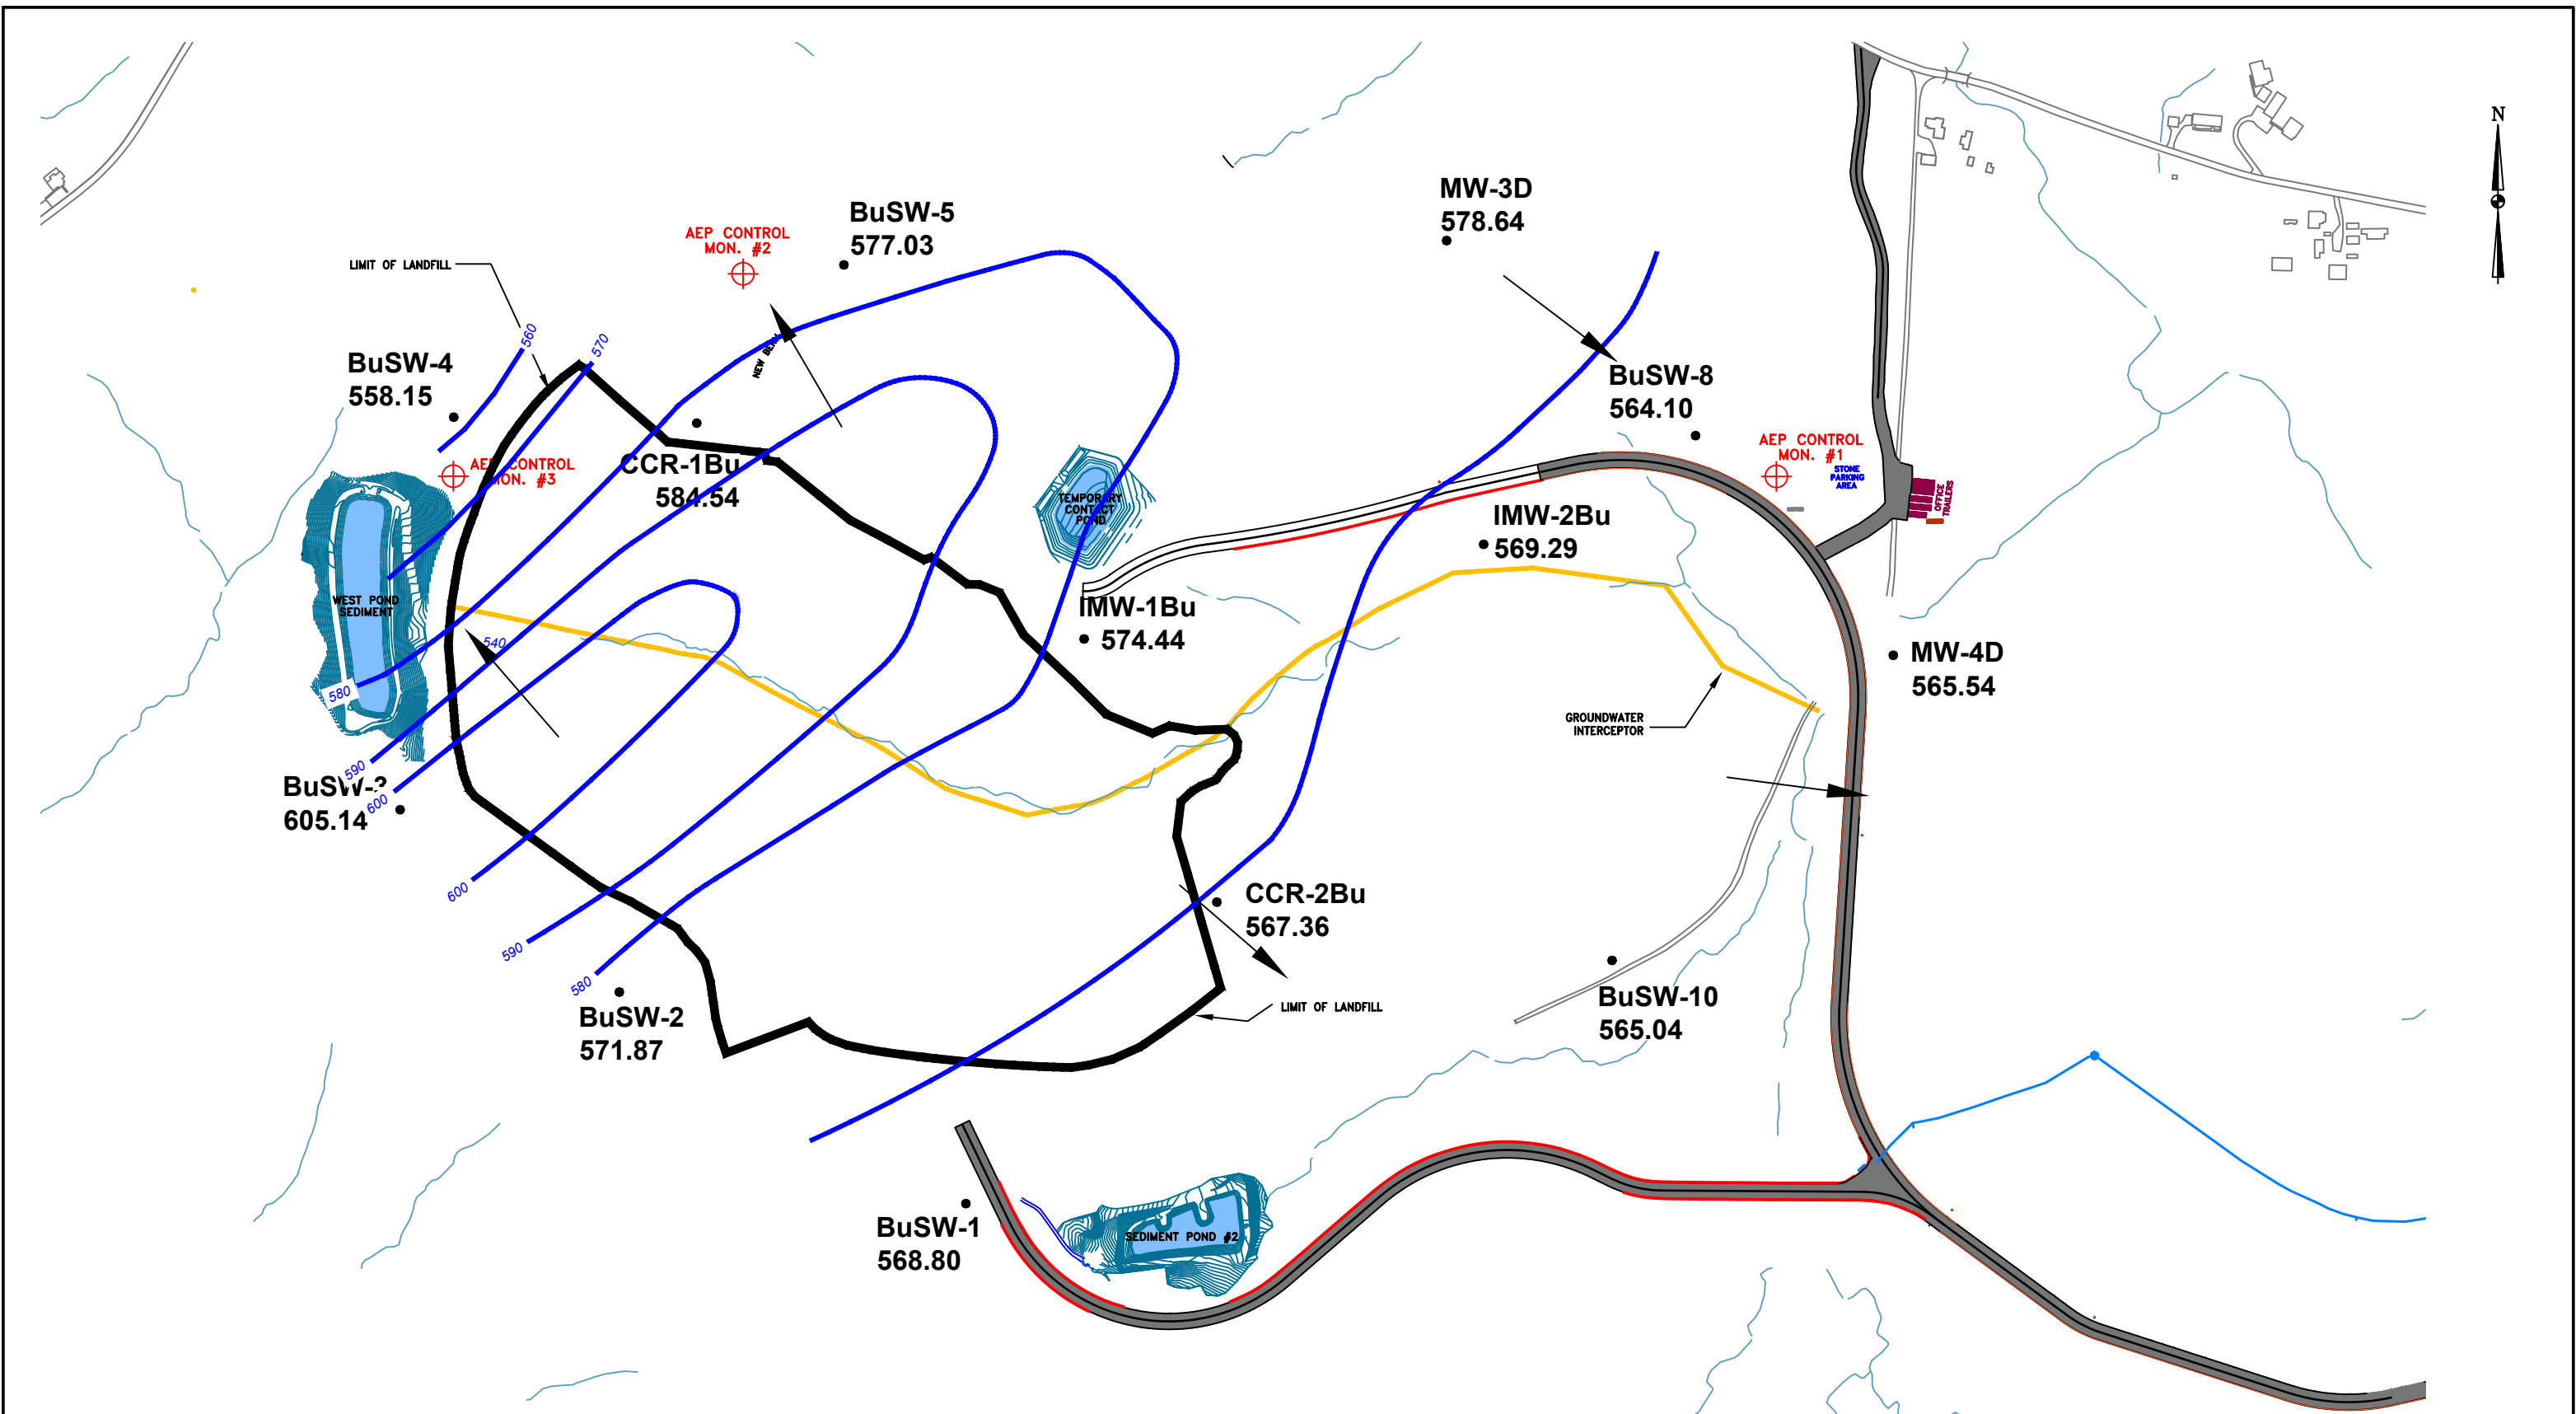 N
MW-3D
578.64
BuSW-5
577.03
AEP CONTROL
MON. #2
LIMIT OF LANDFILL
560
570
BuSW-4
558.15
BuSW-8
564.10
AEP CONTROL
MON. #1
STONE
PARKING
AREA
OFFICE
TRAILERS
AEP CONTROL
MON. #3
CCR-1Bu
584.54
TEMPORARY
CONTACT
POND
IMW-2Bu
569.29
WEST POND
SEDIMENT
IMW-1Bu
574.44
540
580
MW-4D
565.54
GROUNDWATER
INTERCEPTOR
590
600
BuSW-3
605.14
600
590
580
CCR-2Bu
567.36
LIMIT OF LANDFILL
BuSW-2
571.87
BuSW-10
565.04
BuSW-1
568.80
SEDIMENT POND #2
NEW